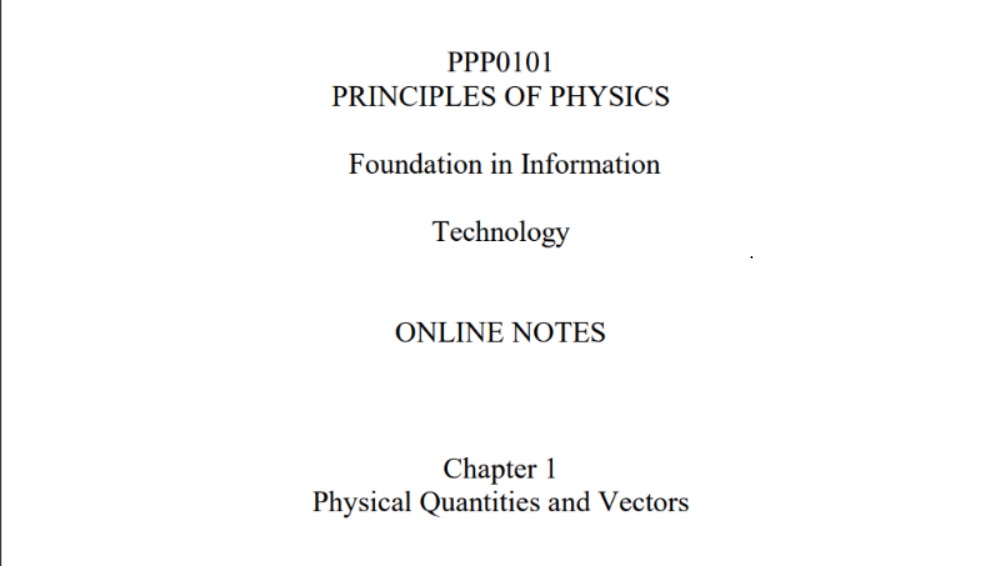 PPP0101
PRINCIPLES OF PHYSICS
Foundation in Information
Technology
ONLINE NOTES
Chapter 1
Physical Quantities and Vectors